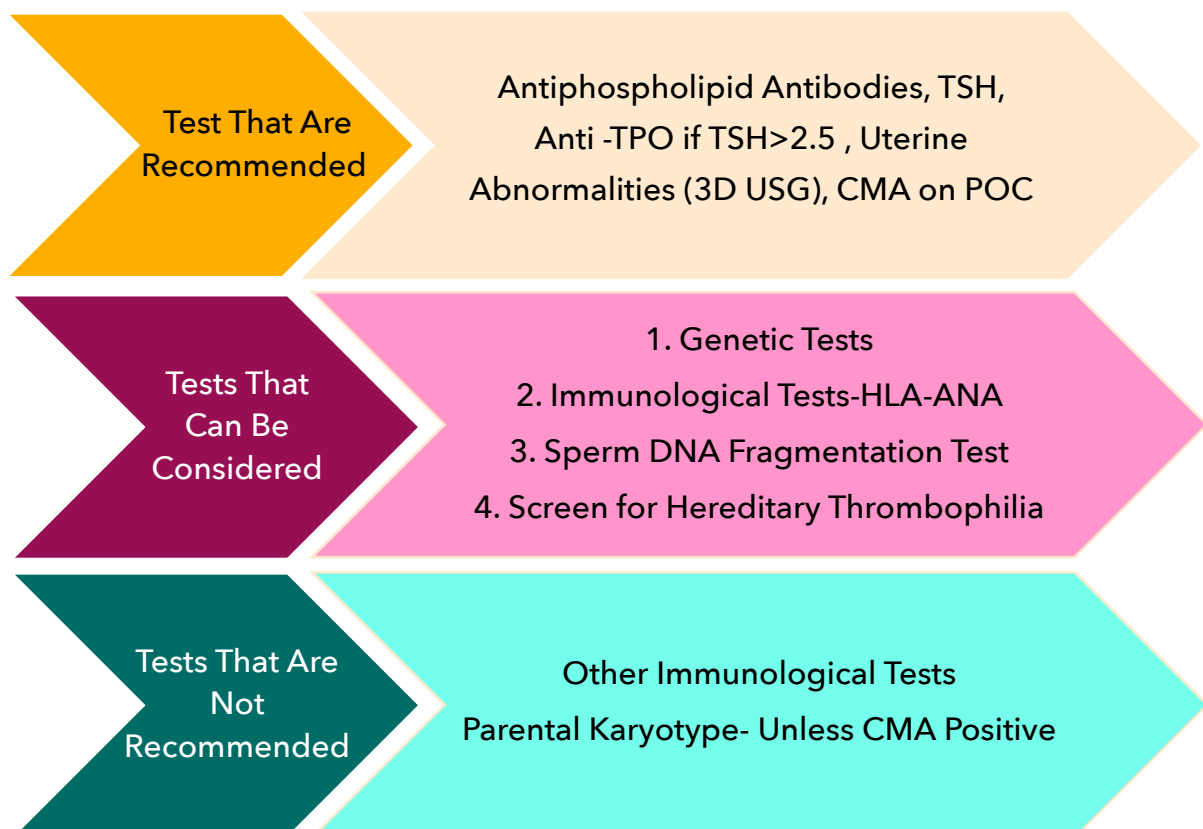 Test That Are
Recommended
Antiphospholipid Antibodies, TSH,
Anti -TPO if TSH>2.5 , Uterine
Abnormalities (3D USG), CMA on POC
Tests That
Can Be
Considered
1. Genetic Tests
2. Immunological Tests-HLA-ANA
3. Sperm DNA Fragmentation Test
4. Screen for Hereditary Thrombophilia
Tests That Are
Not
Recommended
Other Immunological Tests
Parental Karyotype- Unless CMA Positive